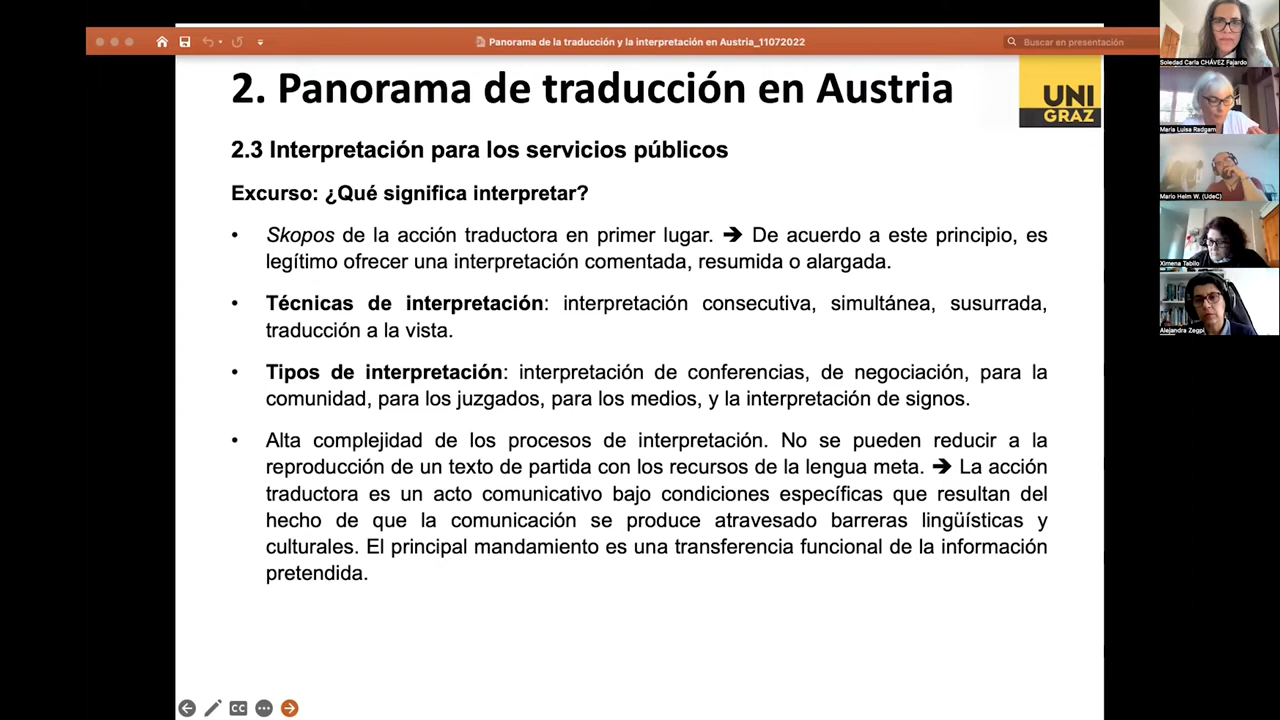 Panorama de la traducción y la interpretación en Austria_11072022
Buscar en presentación
2. Panorama de traducción en Austria
UNI
GRAZ
2.3 Interpretación para los servicios públicos
Excurso: ¿Qué significa interpretar?
• Skopos de la acción traductora en primer lugar. ➔ De acuerdo a este principio, es
legítimo ofrecer una interpretación comentada, resumida o alargada.
• Técnicas de interpretación: interpretación consecutiva, simultánea, susurrada,
traducción a la vista.
• Tipos de interpretación: interpretación de conferencias, de negociación, para la
comunidad, para los juzgados, para los medios, y la interpretación de signos.
• Alta complejidad de los procesos de interpretación. No se pueden reducir a la
reproducción de un texto de partida con los recursos de la lengua meta. ➔ La acción
traductora es un acto comunicativo bajo condiciones específicas que resultan del
hecho de que la comunicación se produce atravesado barreras lingüísticas y
culturales. El principal mandamiento es una transferencia funcional de la información
pretendida.
CC
Soledad Carla CHÁVEZ Fajardo
Maria Luisa Radgam
Mario Helm W. (UdeC)
Ximena Tabilo
Alejandra Zegpi